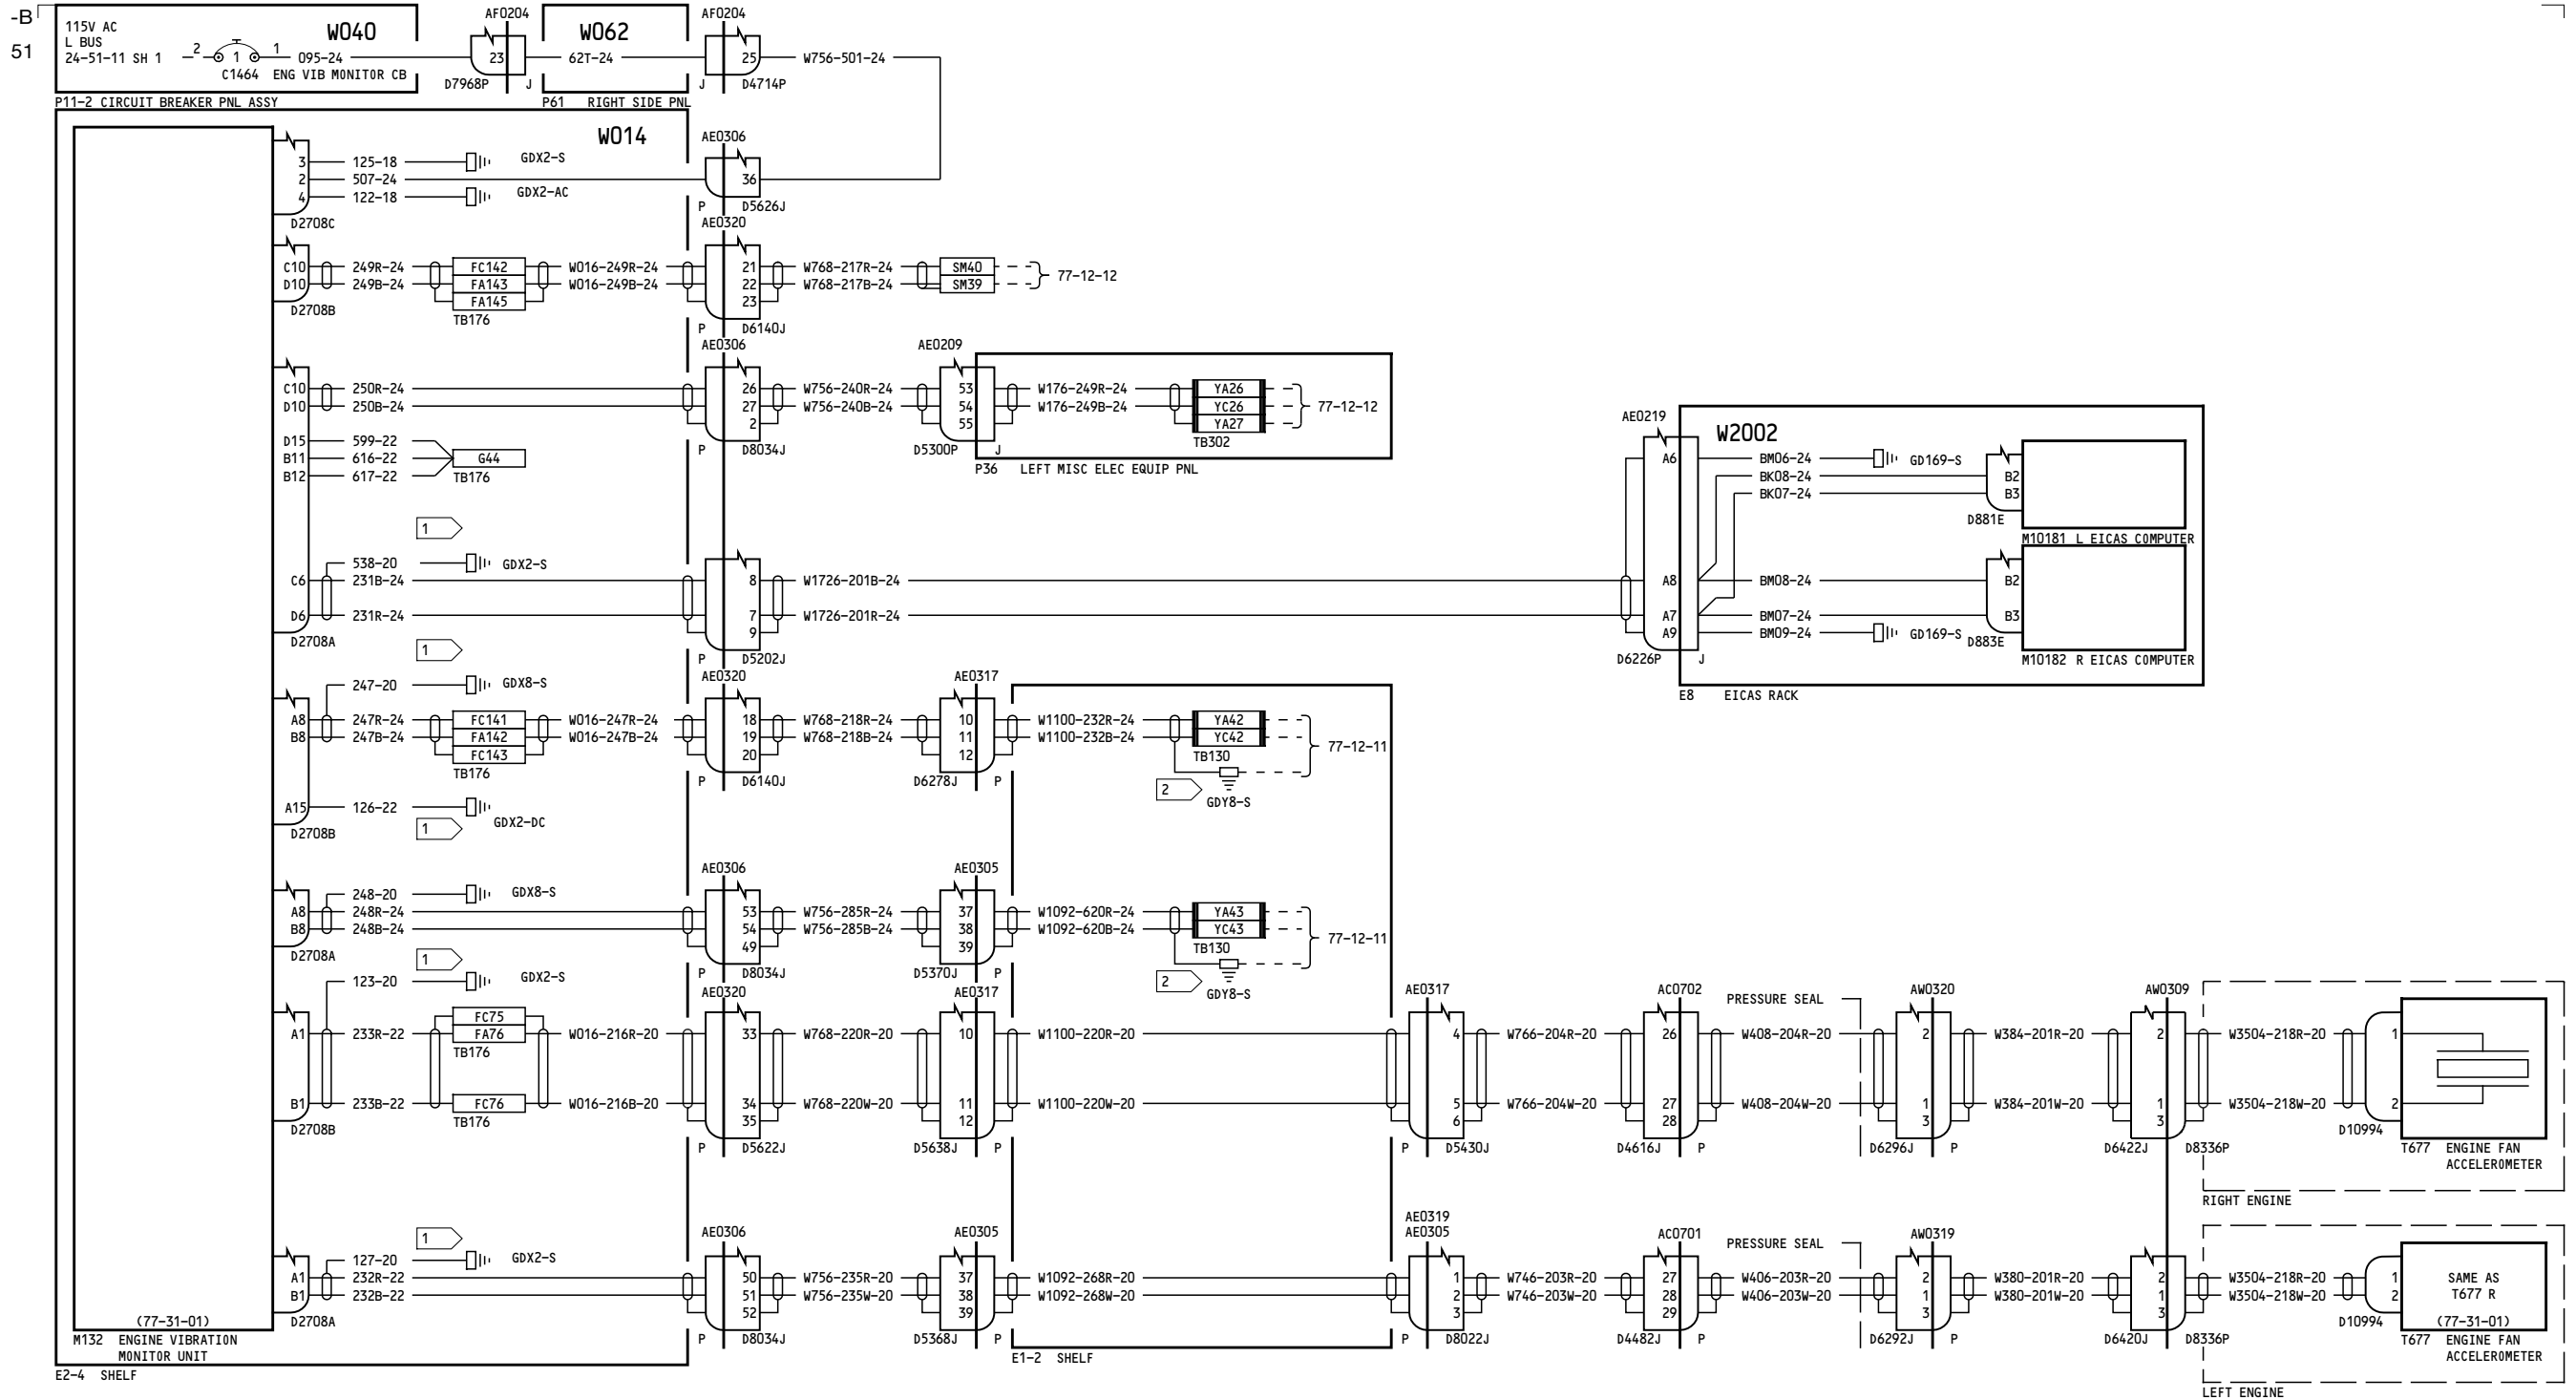 -B
51
115V AC
L BUS
24-51-11 SH 1
2
1
1
C1464 ENG VIB MONITOR CB
095-24
W040
P11-2 CIRCUIT BREAKER PNL ASSY
AF0204
23
D7968P
J
W062
62T-24
P61 RIGHT SIDE PNL
AF0204
25
J
D4714P
W756-501-24
W014
3 125-18 GDX2-S
2 507-24
4 122-18 GDX2-AC
D2708C
AE0306
36
P
D5626J
C10 249R-24 FC142 W016-249R-24
D10 249B-24 FA143 W016-249B-24
FA145
D2708B
TB176
AE0320
21 W768-217R-24 SM40
22 W768-217B-24 SM39
23
77-12-12
P
D6140J
C10 250R-24
D10 250B-24
D15 599-22
B11 616-22 G44
B12 617-22
TB176
AE0306
26 W756-240R-24
27 W756-240B-24
2
P
D8034J
AE0209
53 W176-249R-24 YA26
54 W176-249B-24 YC26
55 YA27
77-12-12
TB302
D5300P
J
P36 LEFT MISC ELEC EQUIP PNL
1
538-20 GDX2-S
C6 231B-24
D6 231R-24
D2708A
8 W1726-201B-24
7 W1726-201R-24
9
P
D5202J
AE0219
W2002
A6 BM06-24 GD169-S
BK08-24 B2
BK07-24 B3
D881E
M10181 L EICAS COMPUTER
A8 BM08-24 B2
A7 BM07-24 B3
A9 BM09-24 GD169-S
D883E
M10182 R EICAS COMPUTER
D6226P
J
E8 EICAS RACK
1
247-20 GDX8-S
A8 247R-24 FC141 W016-247R-24
B8 247B-24 FA142 W016-247B-24
FC143
TB176
A15 126-22 GDX2-DC
D2708B
AE0320
18 W768-218R-24
19 W768-218B-24
20
P
D6140J
AE0317
10 W1100-232R-24 YA42
11 W1100-232B-24 YC42
12
TB130
77-12-11
D6278J
P
2
GDY8-S
1
248-20 GDX8-S
A8 248R-24
B8 248B-24
D2708A
AE0306
53 W756-285R-24
54 W756-285B-24
49
P
D8034J
AE0305
37 W1092-620R-24 YA43
38 W1092-620B-24 YC43
39
TB130
77-12-11
D5370J
P
2
GDY8-S
1
123-20 GDX2-S
FC75
A1 233R-22 FA76 W016-216R-20
TB176
B1 233B-22 FC76 W016-216B-20
D2708B
TB176
AE0320
33 W768-220R-20
34 W768-220W-20
35
P
D5622J
AE0317
10 W1100-220R-20
11 W1100-220W-20
12
D5638J
P
AE0317
4 W766-204R-20
5 W766-204W-20
6
P
D5430J
AC0702
26 W408-204R-20
27 W408-204W-20
28
D4616J
P
PRESSURE SEAL
AW0320
2 W384-201R-20
1 W384-201W-20
3
D6296J
P
AW0309
2 W3504-218R-20 1
1 W3504-218W-20 2
3
D6422J
D8336P
D10994
T677 ENGINE FAN
ACCELEROMETER
RIGHT ENGINE
1
127-20 GDX2-S
A1 232R-22
B1 232B-22
D2708A
AE0306
50 W756-235R-20
51 W756-235W-20
52
P
D8034J
AE0305
37 W1092-268R-20
38 W1092-268W-20
39
D5368J
P
E1-2 SHELF
AE0319
AE0305
1 W746-203R-20
2 W746-203W-20
3
P
D8022J
AC0701
27 W406-203R-20
28 W406-203W-20
29
D4482J
P
PRESSURE SEAL
AW0319
2 W380-201R-20
1 W380-201W-20
3
D6292J
P
2 W3504-218R-20 1
1 W3504-218W-20 2
3
D6420J
D8336P
D10994
SAME AS
T677 R
(77-31-01)
T677 ENGINE FAN
ACCELEROMETER
LEFT ENGINE
(77-31-01)
M132 ENGINE VIBRATION
MONITOR UNIT
E2-4 SHELF